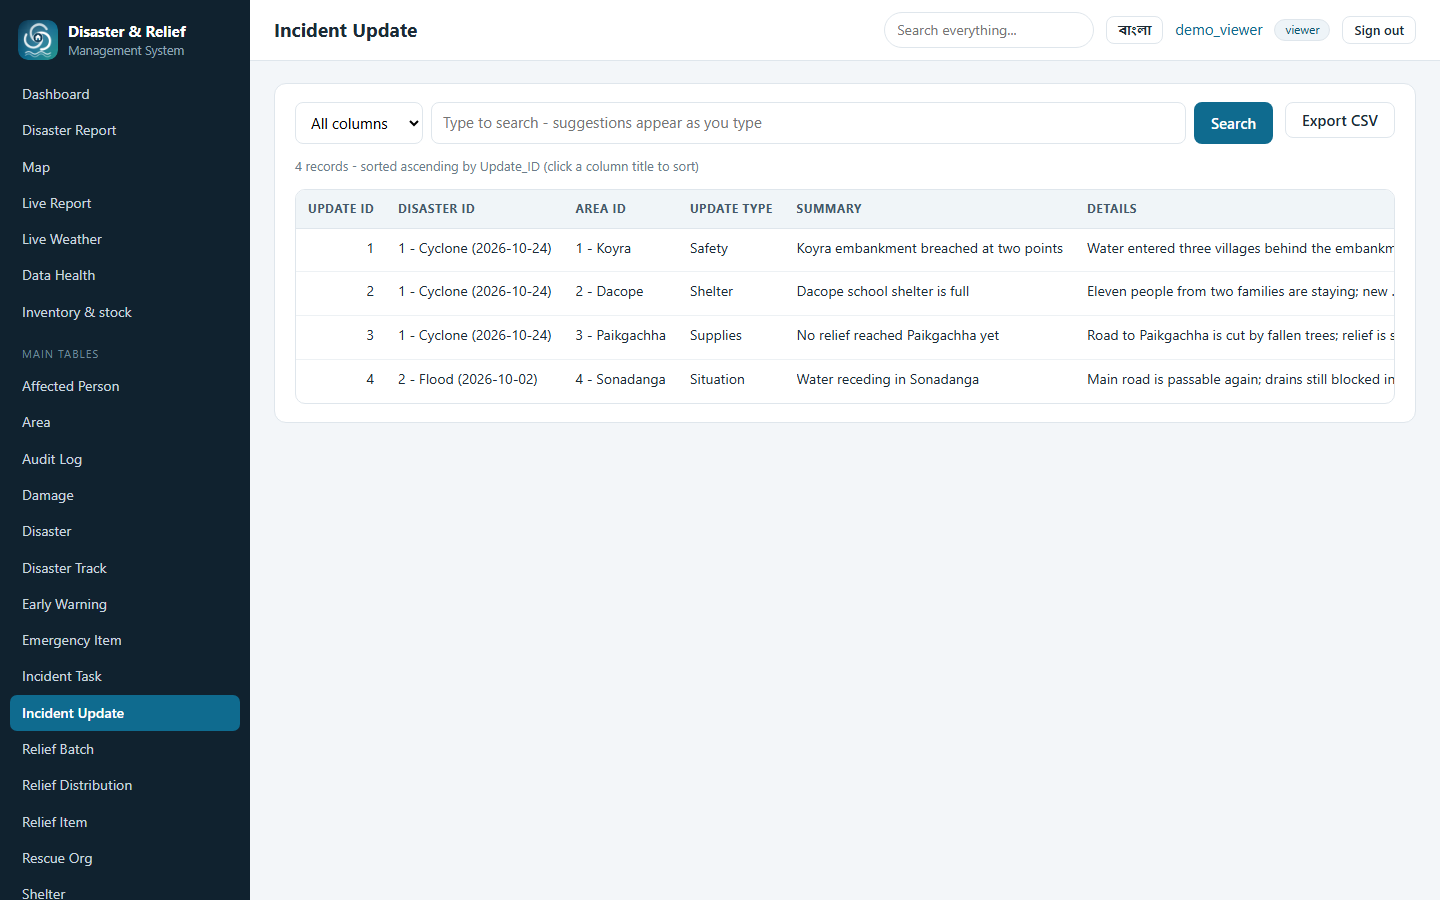 Disaster & Relief
Management System
Dashboard
Disaster Report
Map
Live Report
Live Weather
Data Health
Inventory & stock
MAIN TABLES
Affected Person
Area
Audit Log
Damage
Disaster
Disaster Track
Early Warning
Emergency Item
Incident Task
Incident Update
Relief Batch
Relief Distribution
Relief Item
Rescue Org
Shelter
Incident Update
Search everything...
বাংলা
demo_viewer
viewer
Sign out
All columns
Type to search - suggestions appear as you type
Search
Export CSV
4 records - sorted ascending by Update_ID (click a column title to sort)
UPDATE ID DISASTER ID AREA ID UPDATE TYPE SUMMARY DETAILS
1 1 - Cyclone (2026-10-24) 1 - Koyra Safety Koyra embankment breached at two points Water entered three villages behind the embankm
2 1 - Cyclone (2026-10-24) 2 - Dacope Shelter Dacope school shelter is full Eleven people from two families are staying; new .
3 1 - Cyclone (2026-10-24) 3 - Paikgachha Supplies No relief reached Paikgachha yet Road to Paikgachha is cut by fallen trees; relief is s
4 2 - Flood (2026-10-02) 4 - Sonadanga Situation Water receding in Sonadanga Main road is passable again; drains still blocked in